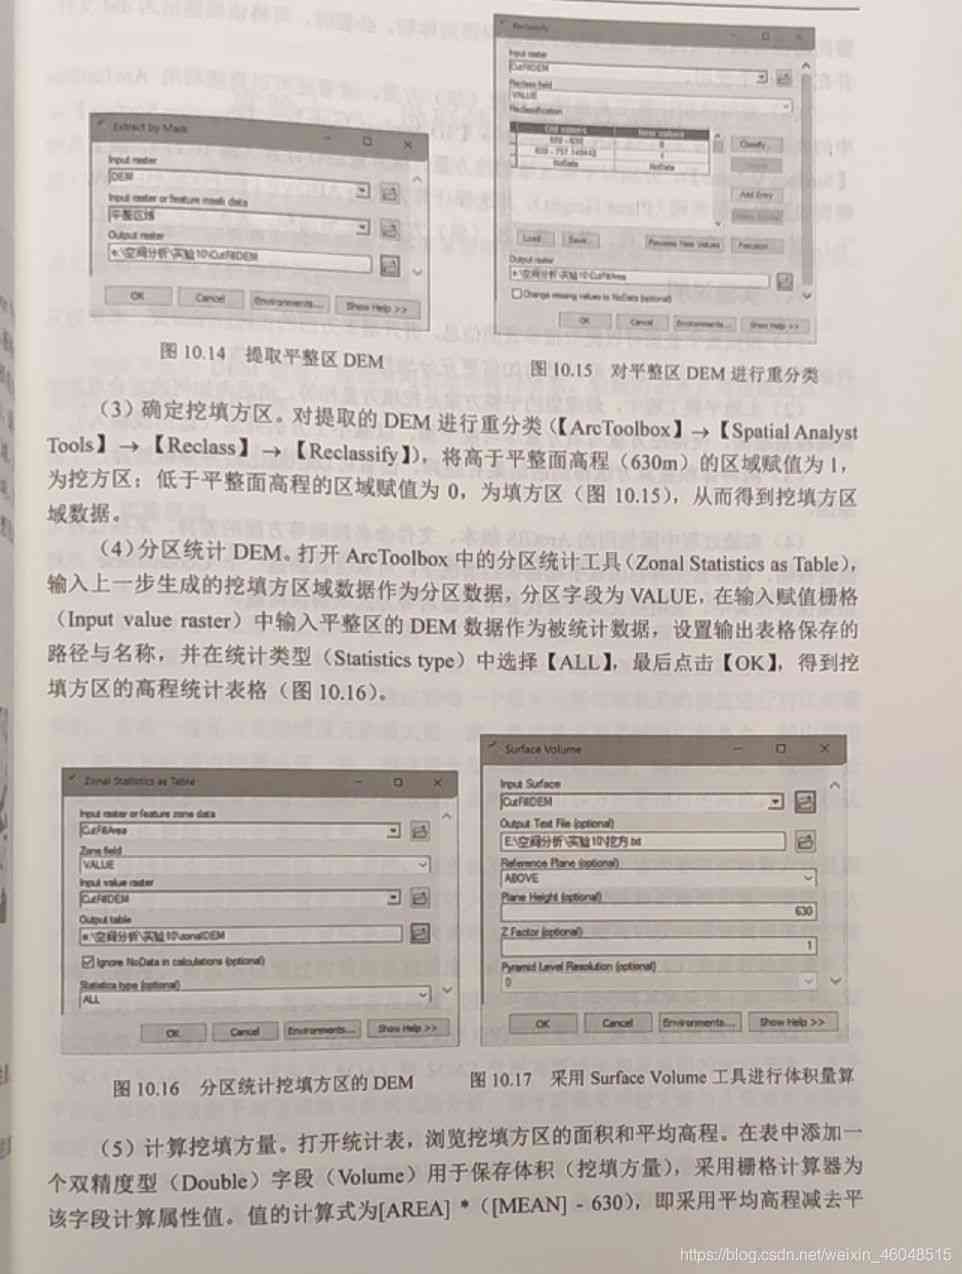 Extract by Mask
Input raster
DEM
Input raster or feature mask data
平整区域
Output raster
e:\空间分析\实验10\CutFillDEM
OK Cancel Environments... Show Help >>
图 10.14 提取平整区 DEM
Reclassify
Input raster
CutFillDEM
Reclass field
VALUE
Reclassification
Old values New values
630 0
1
NoData NoData
Classify...
Add Entry
Load... Save... Reverse New Values Precision...
Output raster
e:\空间分析\实验10\CutFillArea
Change missing values to NoData (optional)
OK Cancel Environments... Show Help >>
图 10.15 对平整区 DEM 进行重分类
（3）确定挖填方区。对提取的 DEM 进行重分类（【ArcToolbox】→【Spatial Analyst
Tools】→【Reclass】→【Reclassify】），将高于平整面高程（630m）的区域赋值为 1，
为挖方区；低于平整面高程的区域赋值为 0，为填方区（图 10.15），从而得到挖填方区
域数据。
（4）分区统计 DEM。打开 ArcToolbox 中的分区统计工具（Zonal Statistics as Table），
输入上一步生成的挖填方区域数据作为分区数据，分区字段为 VALUE，在输入赋值栅格
（Input value raster）中输入平整区的 DEM 数据作为被统计数据，设置输出表格保存的
路径与名称，并在统计类型（Statistics type）中选择【ALL】，最后点击【OK】，得到挖
填方区的高程统计表格（图 10.16）。
Zonal Statistics as Table
Input raster or feature zone data
CutFillArea
Zone field
VALUE
Input value raster
CutFillDEM
Output table
e:\空间分析\实验10\zonalDEM
Ignore NoData in calculations (optional)
Statistics type (optional)
ALL
OK Cancel Environments... Show Help >>
图 10.16 分区统计挖填方区的 DEM
Surface Volume
Input Surface
CutFillDEM
Output Text File (optional)
E:\空间分析\实验10\挖方.txt
Reference Plane (optional)
ABOVE
Plane Height (optional)
630
Z Factor (optional)
1
Pyramid Level Resolution (optional)
0
OK Cancel Environments... Show Help >>
图 10.17 采用 Surface Volume 工具进行体积量算
（5）计算挖填方量。打开统计表，浏览挖填方区的面积和平均高程。在表中添加一
个双精度型（Double）字段（Volume）用于保存体积（挖填方量），采用栅格计算器为
该字段计算属性值。值的计算式为[AREA] *（[MEAN] - 630），即采用平均高程减去平
https://blog.csdn.net/weixin_46048515